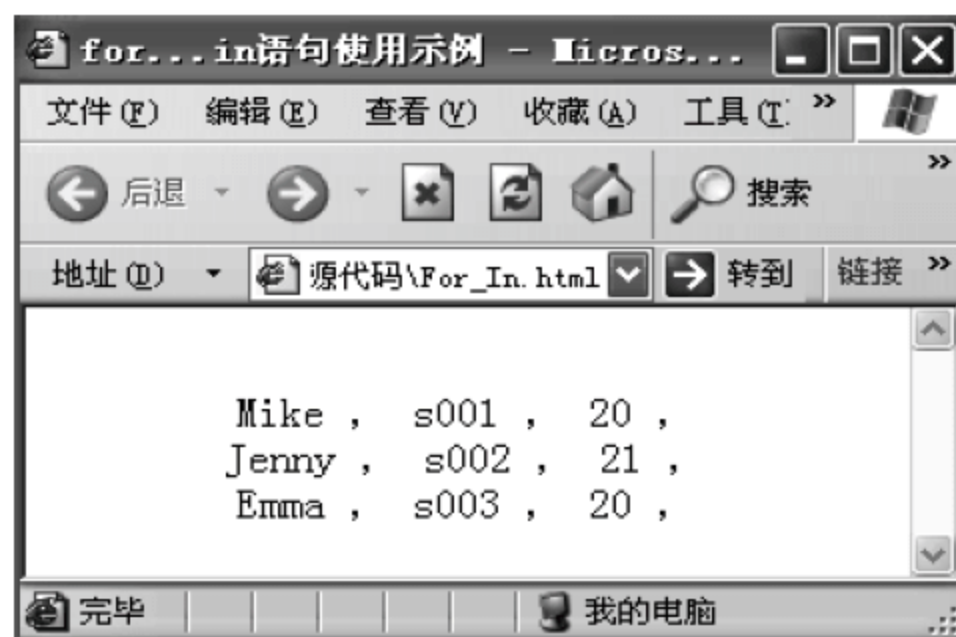 for...in语句使用示例 - Micros...
文件(F) 编辑(E) 查看(V) 收藏(A) 工具(T) »
后退 搜索 »
地址(D) 源代码\For_In.html 转到 链接 »
Mike , s001 , 20 ,
Jenny , s002 , 21 ,
Emma , s003 , 20 ,
完毕 我的电脑